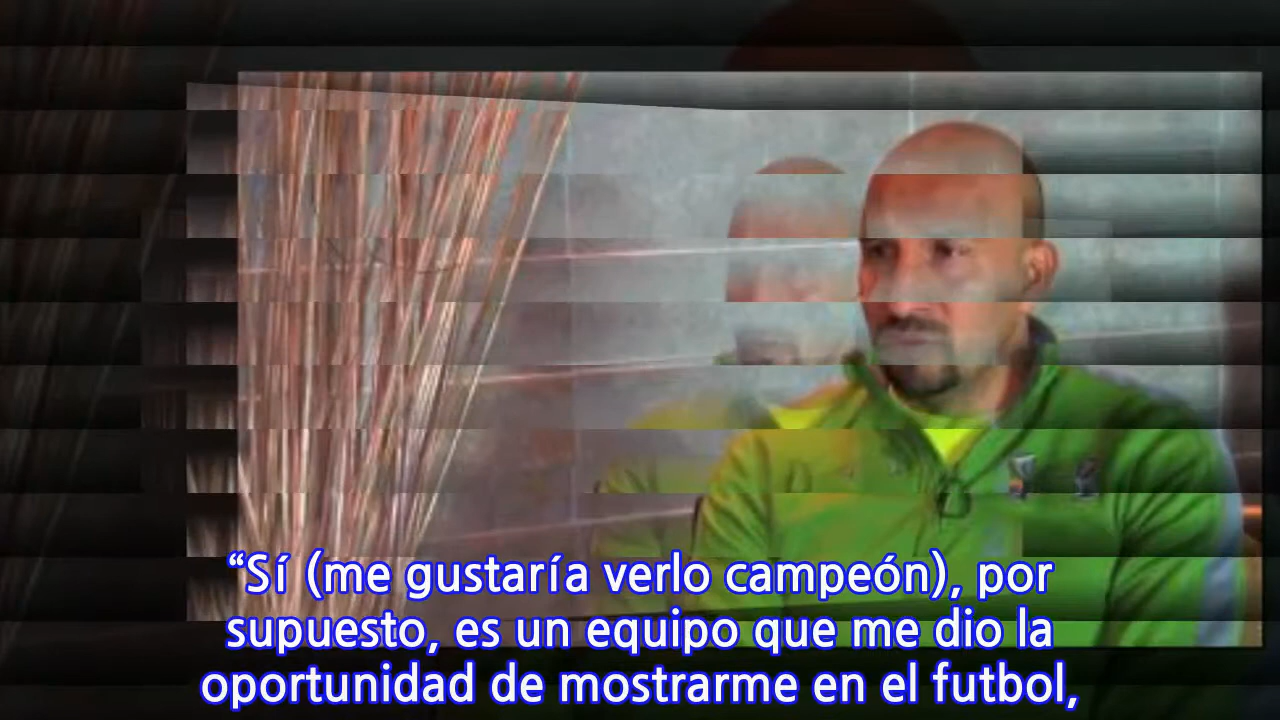 “Sí (me gustaría verlo campeón), por
supuesto, es un equipo que me dio la
oportunidad de mostrarme en el futbol,